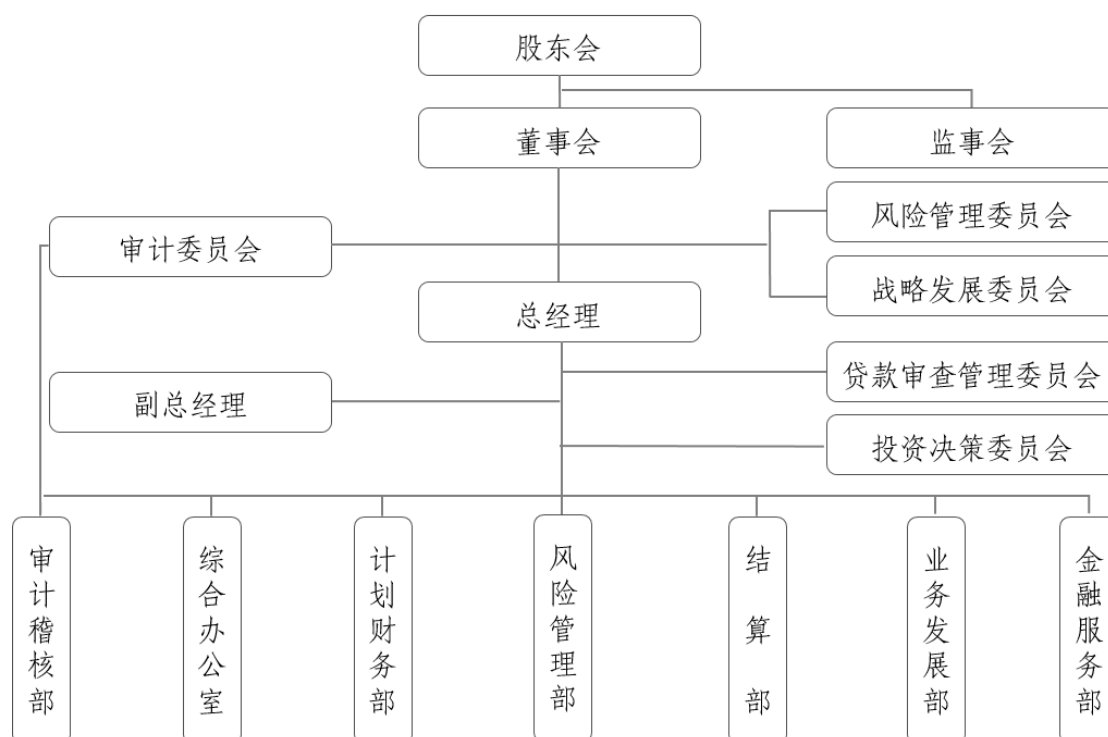 股东会
董事会
监事会
风险管理委员会
审计委员会
战略发展委员会
总经理
贷款审查管理委员会
副总经理
投资决策委员会
审计稽核部
综合办公室
计划财务部
风险管理部
结算部
业务发展部
金融服务部